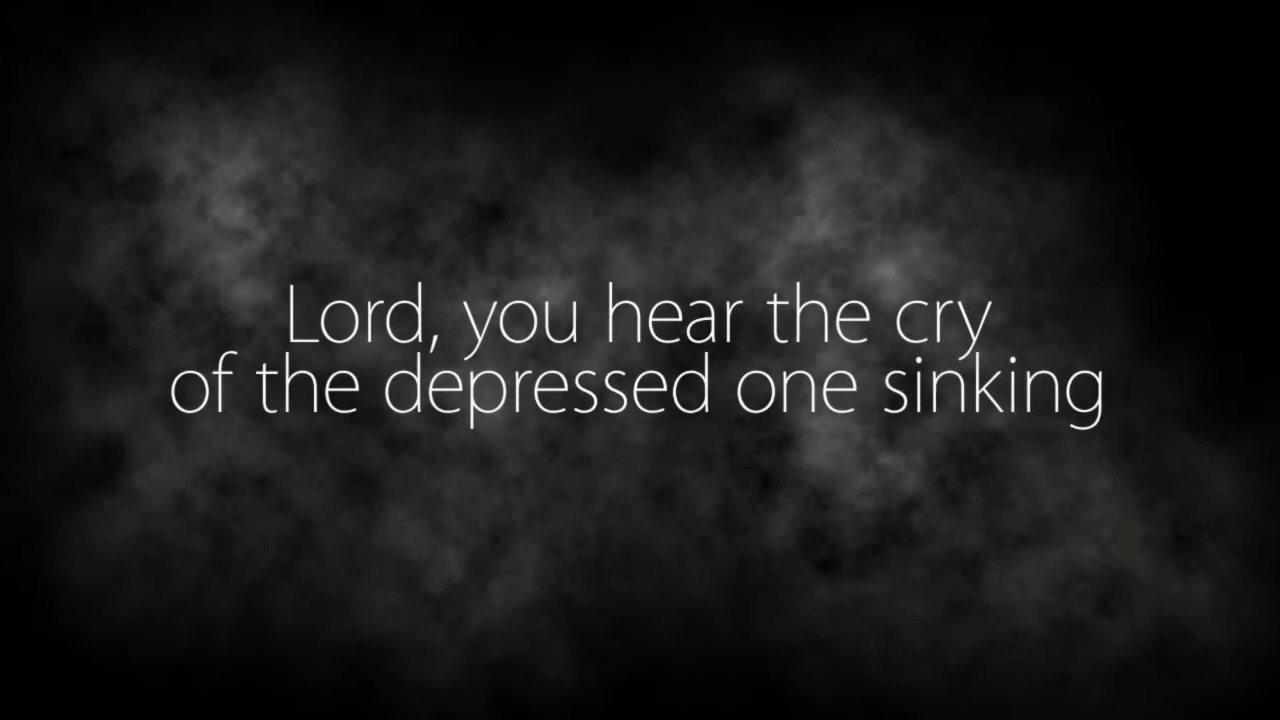 Lord, you hear the cry
of the depressed one sinking